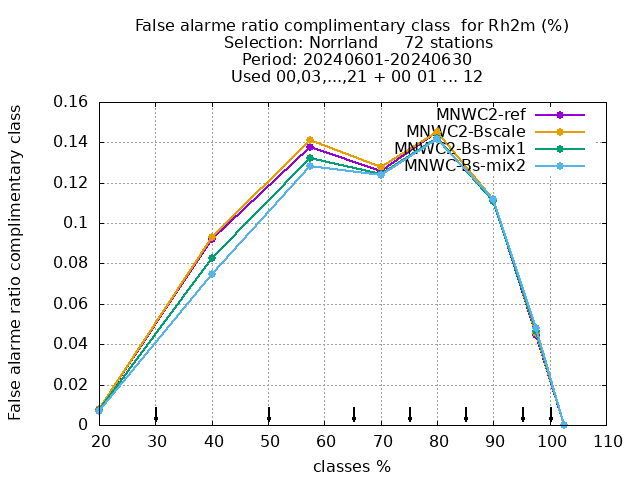 False alarme ratio complimentary class  for Rh2m (%)
Selection: Norrland     72 stations
Period: 20240601-20240630
Used 00,03,...,21 + 00 01 ... 12
MNWC2-ref
MNWC2-Bscale
MNWC2-Bs-mix1
MNWC-Bs-mix2
False alarme ratio complimentary class
0.16
0.14
0.12
0.1
0.08
0.06
0.04
0.02
0
20 30 40 50 60 70 80 90 100 110
classes %